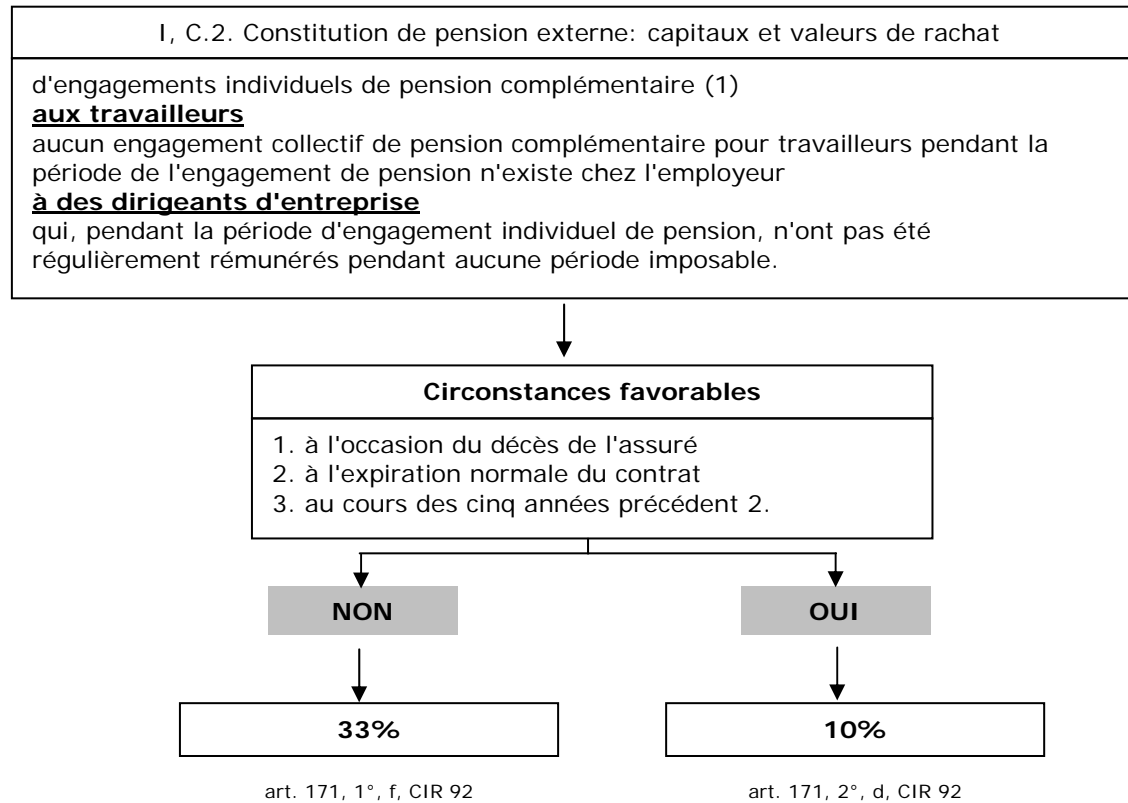 I, C.2. Constitution de pension externe: capitaux et valeurs de rachat
d'engagements individuels de pension complémentaire (1)
aux travailleurs
aucun engagement collectif de pension complémentaire pour travailleurs pendant la
période de l'engagement de pension n'existe chez l'employeur
à des dirigeants d'entreprise
qui, pendant la période d'engagement individuel de pension, n'ont pas été
régulièrement rémunérés pendant aucune période imposable.
Circonstances favorables
1. à l'occasion du décès de l'assuré
2. à l'expiration normale du contrat
3. au cours des cinq années précédent 2.
NON
OUI
33%
10%
art. 171, 1°, f, CIR 92
art. 171, 2°, d, CIR 92